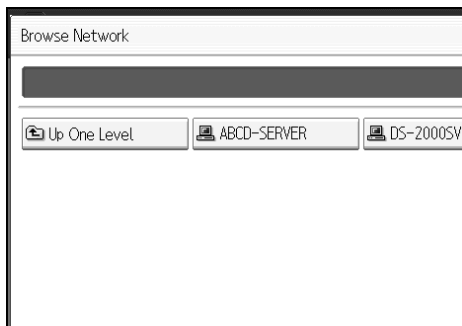 Browse Network
Up One Level
ABCD-SERVER
DS-2000SV